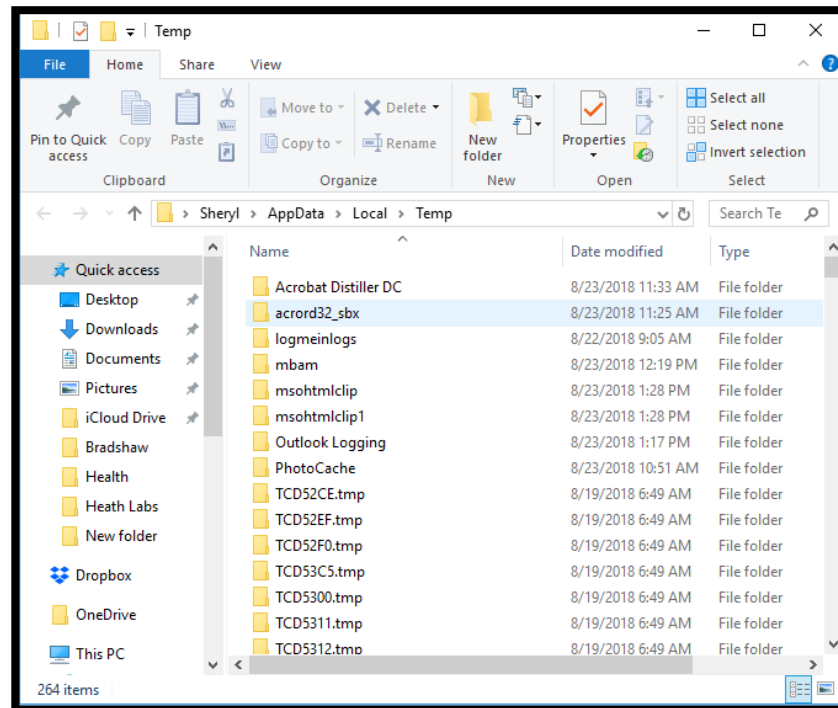 Temp
File Home Share View
Pin to Quick access
Copy
Paste
Clipboard
Move to
Copy to
Delete
Rename
Organize
New folder
New
Properties
Open
Select all
Select none
Invert selection
Select
Sheryl > AppData > Local > Temp
Search Te
Quick access
Desktop
Downloads
Documents
Pictures
iCloud Drive
Bradshaw
Health
Heath Labs
New folder
Dropbox
OneDrive
This PC
Name Date modified Type
Acrobat Distiller DC 8/23/2018 11:33 AM File folder
acrord32_sbx 8/23/2018 11:25 AM File folder
logmeinlogs 8/22/2018 9:05 AM File folder
mbam 8/23/2018 12:19 PM File folder
msohtmlclip 8/23/2018 1:28 PM File folder
msohtmlclip1 8/23/2018 1:28 PM File folder
Outlook Logging 8/23/2018 1:17 PM File folder
PhotoCache 8/23/2018 10:51 AM File folder
TCD52CE.tmp 8/19/2018 6:49 AM File folder
TCD52EF.tmp 8/19/2018 6:49 AM File folder
TCD52F0.tmp 8/19/2018 6:49 AM File folder
TCD53C5.tmp 8/19/2018 6:49 AM File folder
TCD5300.tmp 8/19/2018 6:49 AM File folder
TCD5311.tmp 8/19/2018 6:49 AM File folder
TCD5312.tmp 8/19/2018 6:49 AM File folder
264 items